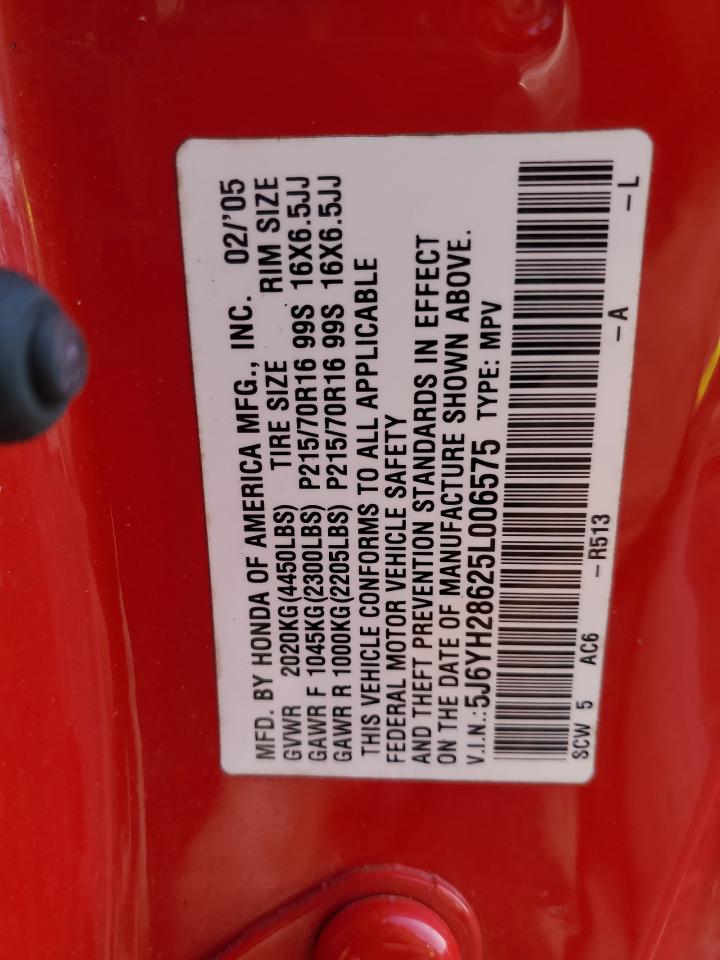 MFD. BY HONDA OF AMERICA MFG., INC. 02/'05
GVWR 2020KG(4450LBS) TIRE SIZE RIM SIZE
GAWR F 1045KG(2300LBS) P215/70R16 99S 16X6.5JJ
GAWR R 1000KG(2205LBS) P215/70R16 99S 16X6.5JJ
THIS VEHICLE CONFORMS TO ALL APPLICABLE
FEDERAL MOTOR VEHICLE SAFETY
AND THEFT PREVENTION STANDARDS IN EFFECT
ON THE DATE OF MANUFACTURE SHOWN ABOVE.
V.I.N.:5J6YH28625L006575 TYPE: MPV
SCW 5 AC6 -R513 -A -L